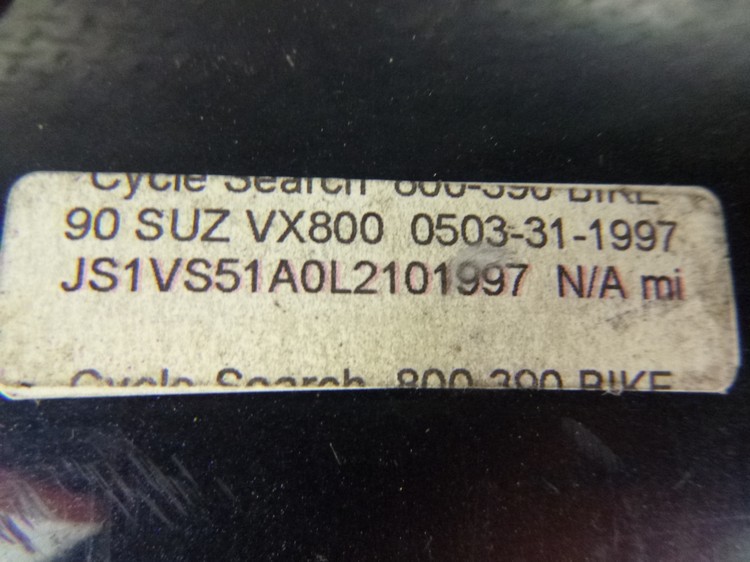 Cycle Search 800-390 BIKE
90 SUZ VX800 0503-31-1997
JS1VS51A0L2101997 N/A mi
Cycle Search 800 390 BIKE